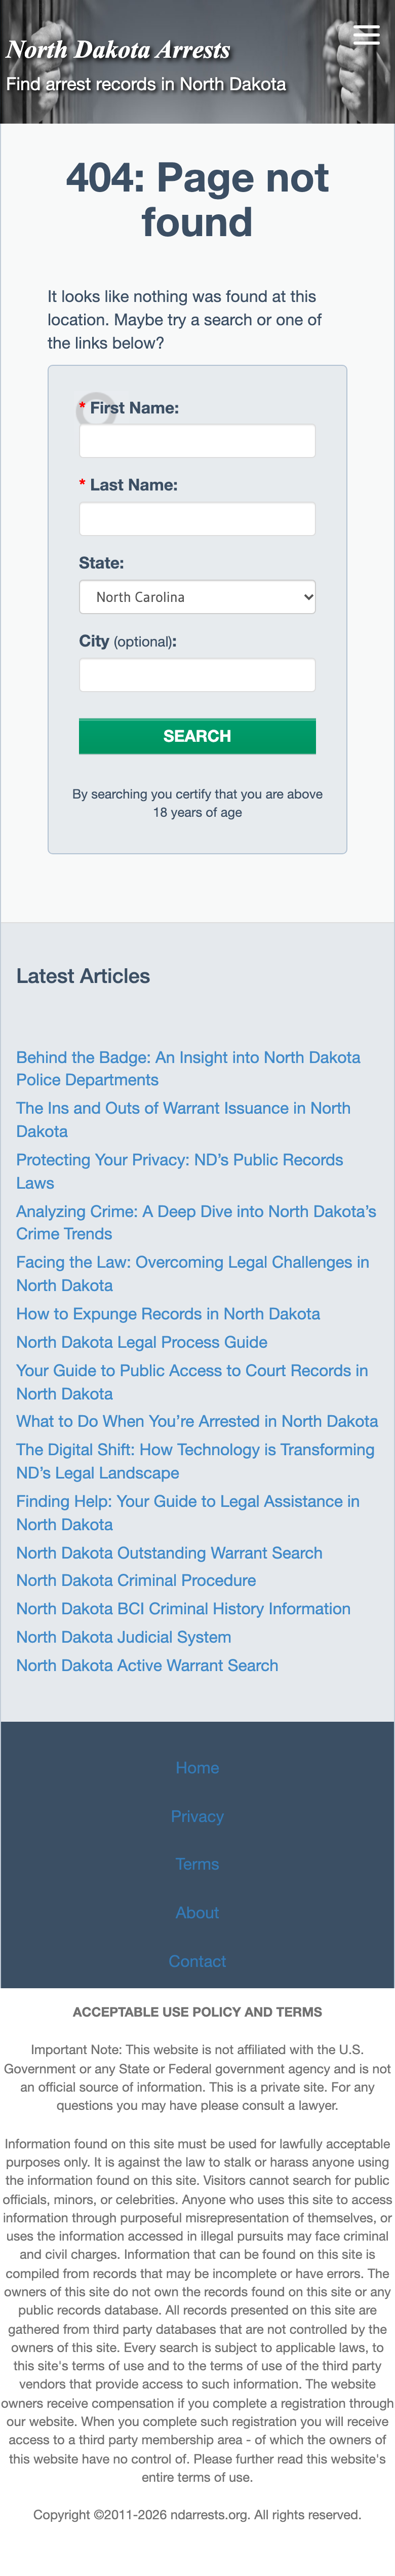 North Dakota Arrests
Find arrest records in North Dakota
404: Page not
found
It looks like nothing was found at this
location. Maybe try a search or one of
the links below?
* First Name:
* Last Name:
State:
North Carolina
City (optional):
SEARCH
By searching you certify that you are above
18 years of age
Latest Articles
Behind the Badge: An Insight into North Dakota
Police Departments
The Ins and Outs of Warrant Issuance in North
Dakota
Protecting Your Privacy: ND’s Public Records
Laws
Analyzing Crime: A Deep Dive into North Dakota’s
Crime Trends
Facing the Law: Overcoming Legal Challenges in
North Dakota
How to Expunge Records in North Dakota
North Dakota Legal Process Guide
Your Guide to Public Access to Court Records in
North Dakota
What to Do When You’re Arrested in North Dakota
The Digital Shift: How Technology is Transforming
ND’s Legal Landscape
Finding Help: Your Guide to Legal Assistance in
North Dakota
North Dakota Outstanding Warrant Search
North Dakota Criminal Procedure
North Dakota BCI Criminal History Information
North Dakota Judicial System
North Dakota Active Warrant Search
Home
Privacy
Terms
About
Contact
ACCEPTABLE USE POLICY AND TERMS
Important Note: This website is not affiliated with the U.S.
Government or any State or Federal government agency and is not
an official source of information. This is a private site. For any
questions you may have please consult a lawyer.
Information found on this site must be used for lawfully acceptable
purposes only. It is against the law to stalk or harass anyone using
the information found on this site. Visitors cannot search for public
officials, minors, or celebrities. Anyone who uses this site to access
information through purposeful misrepresentation of themselves, or
uses the information accessed in illegal pursuits may face criminal
and civil charges. Information that can be found on this site is
compiled from records that may be incomplete or have errors. The
owners of this site do not own the records found on this site or any
public records database. All records presented on this site are
gathered from third party databases that are not controlled by the
owners of this site. Every search is subject to applicable laws, to
this site's terms of use and to the terms of use of the third party
vendors that provide access to such information. The website
owners receive compensation if you complete a registration through
our website. When you complete such registration you will receive
access to a third party membership area - of which the owners of
this website have no control of. Please further read this website's
entire terms of use.
Copyright ©2011-2026 ndarrests.org. All rights reserved.